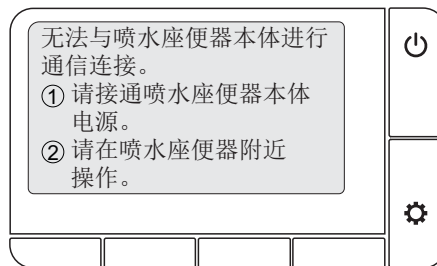 无法与喷水座便器本体进行
通信连接。
① 请接通喷水座便器本体
电源。
② 请在喷水座便器附近
操作。